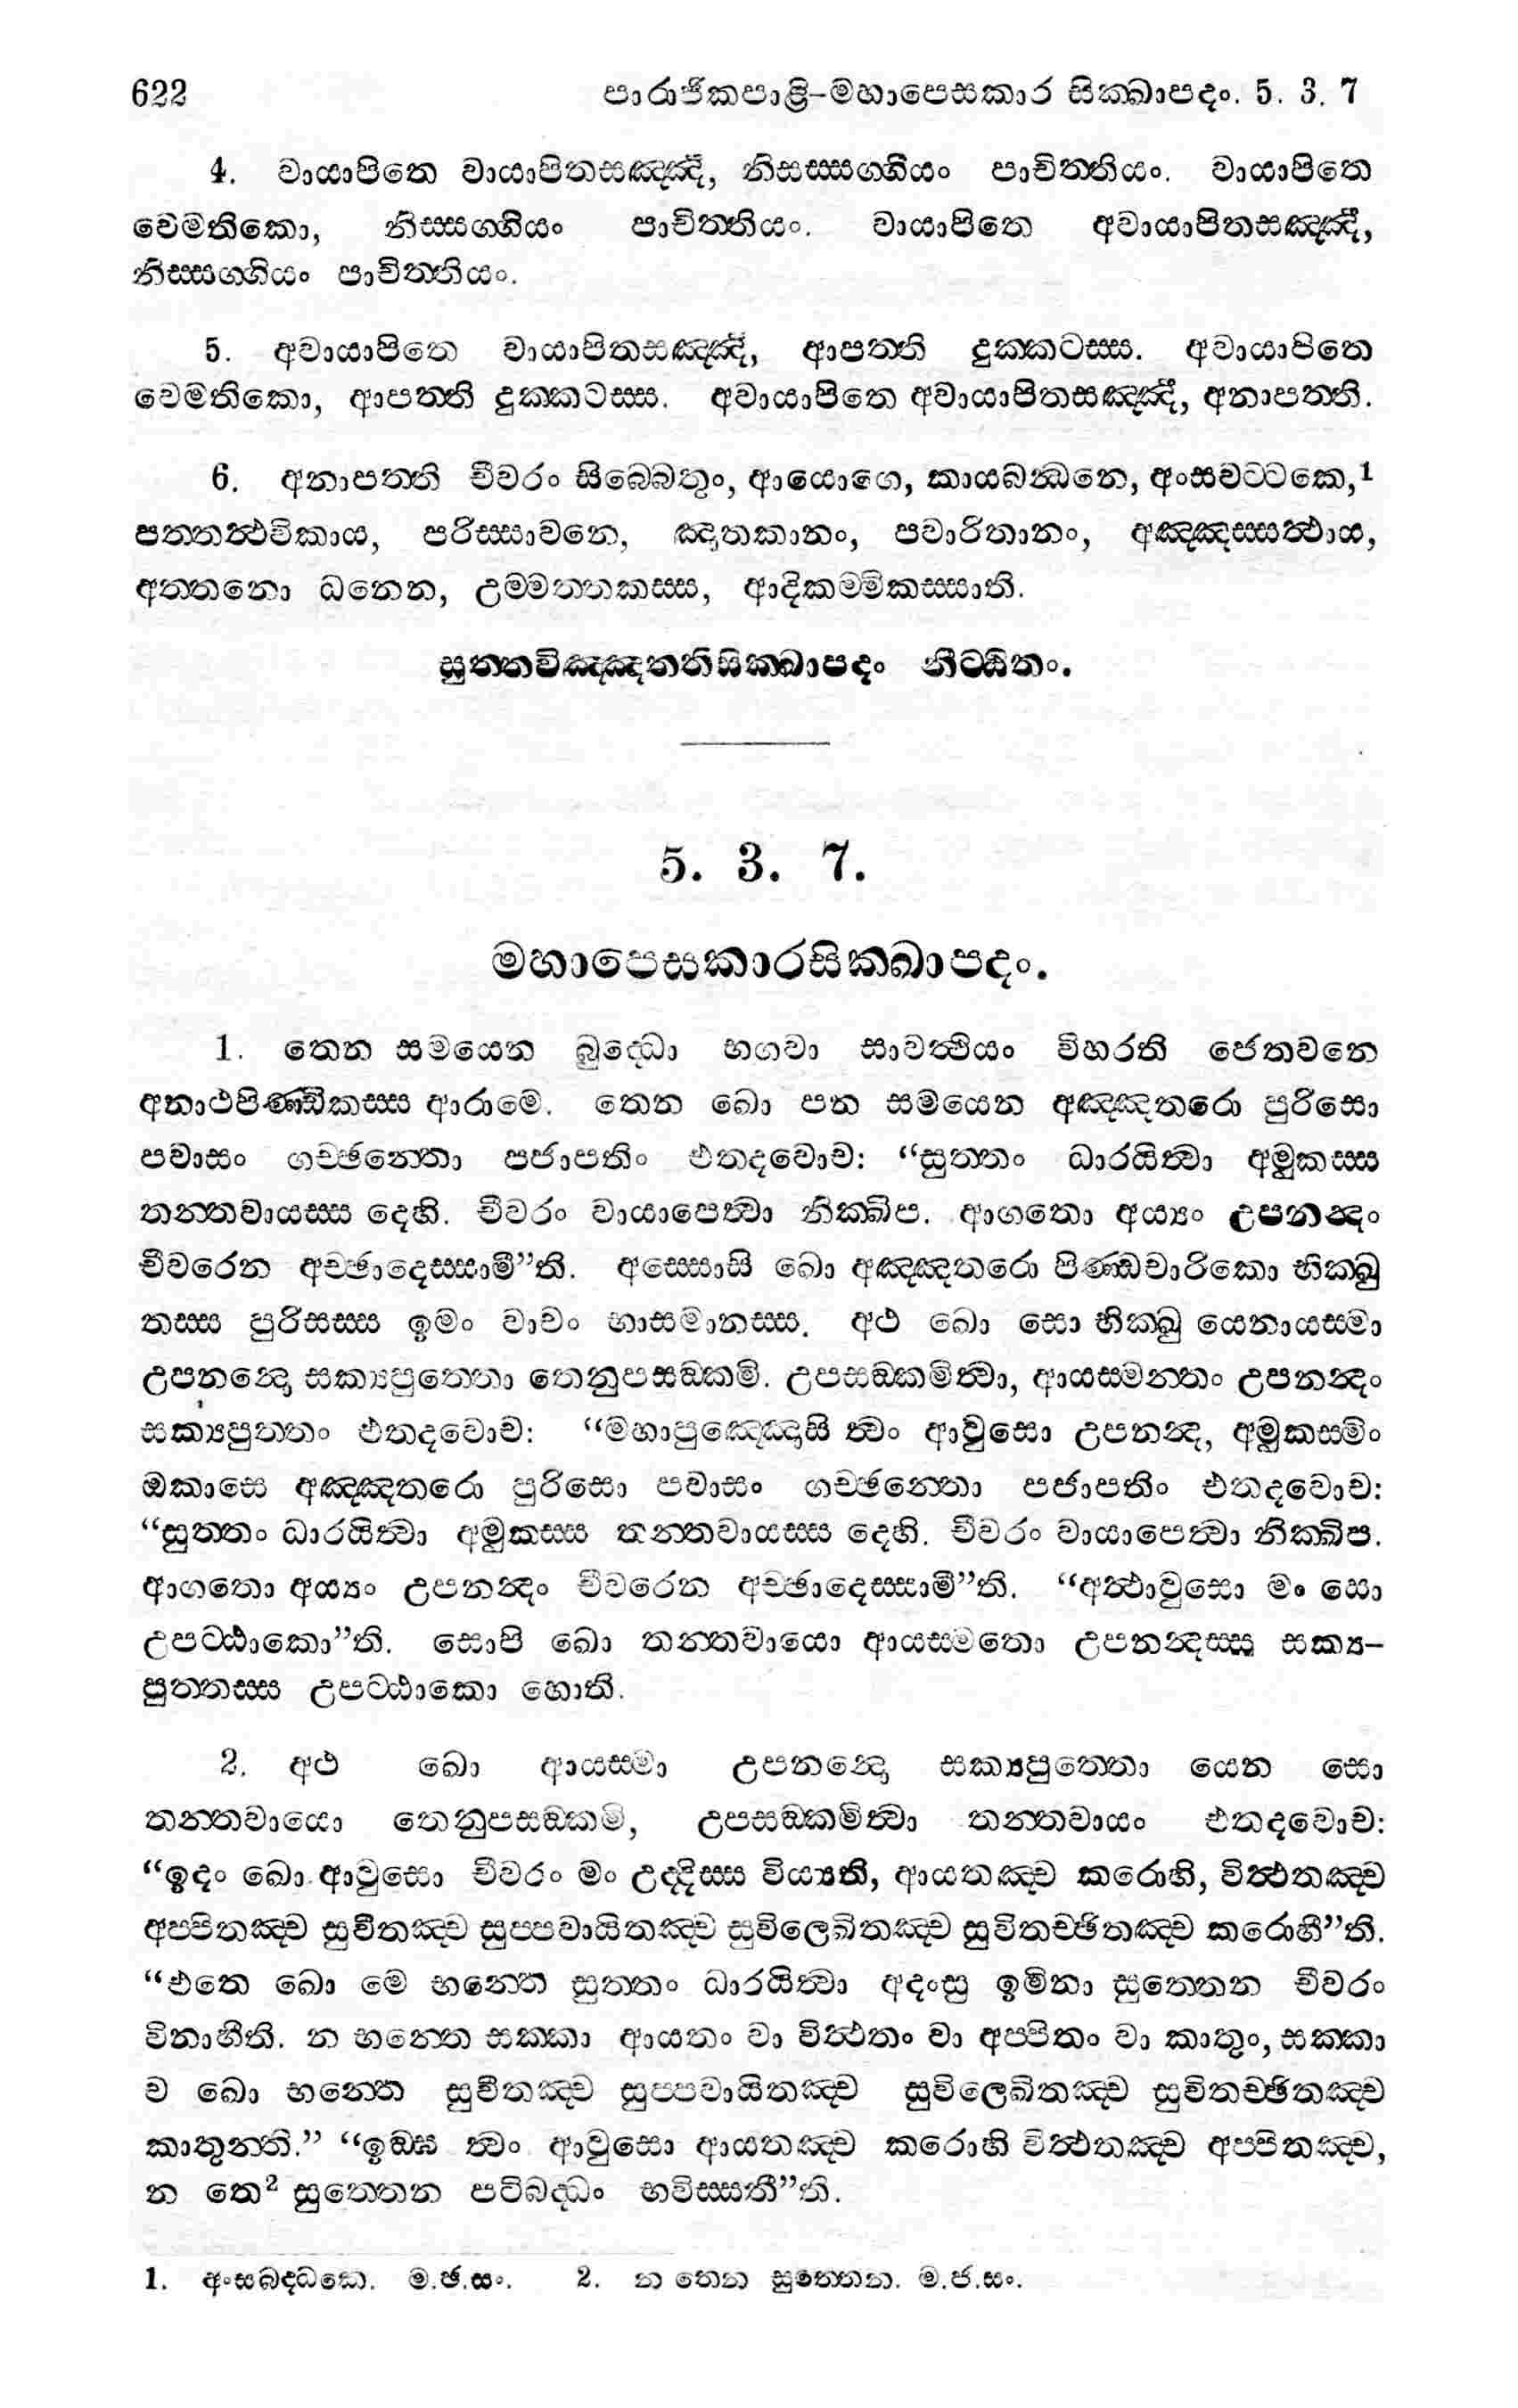 622 පාරාජිකපාළි-මහාපෙසකාර සික්ඛාපදං. 5. 3. 7
4. වායාපිතෙ වායාපිතසඤ්ඤී, නිසස්සග්ගියං පාචිත්තියං. වායාපිතෙ
වෙමතිකො, නිස්සග්ගියං පාචිත්තියං. වායාපිතෙ අවායාපිතසඤ්ඤී,
නිස්සග්ගියං පාචිත්තියං.
5. අවායාපිතෙ වායාපිතසඤ්ඤී, ආපත්ති දුක්කටස්ස. අවායාපිතෙ
වෙමතිකො, ආපත්ති දුක්කටස්ස. අවායාපිතෙ අවායාපිතසඤ්ඤී, අනාපත්ති.
6. අනාපත්ති චීවරං සිබ්බෙතුං, ආයොගෙ, කායබන්ධනෙ, අංසවට්ටකෙ,1
පත්තත්ථවිකාය, පරිස්සාවනෙ, ඤාතකානං, පවාරිතානං, අඤ්ඤස්සත්ථාය,
අත්තනො ධනෙන, උම්මත්තකස්ස, ආදිකම්මිකස්සාති.
සුත්තවිඤ්ඤත්තිසික්ඛාපදං නිට්ඨිතං.
5. 3. 7.
මහාපෙසකාරසික්ඛාපදං.
1. තෙන සමයෙන බුද්ධො භගවා සාවත්ථියං විහරති ජෙතවනෙ
අනාථපිණ්ඩිකස්ස ආරාමෙ. තෙන ඛො පන සමයෙන අඤ්ඤතරො පුරිසො
පවාසං ගච්ඡන්තො පජාපතිං එතදවොච: “සුත්තං ධාරයිත්වා අමුකස්ස
තන්තවායස්ස දෙහි. චීවරං වායාපෙත්වා නික්ඛිප. ආගතො අය්‍යං උපනන්දං
චීවරෙන අච්ඡාදෙස්සාමී”ති. අස්සොසි ඛො අඤ්ඤතරො පිණ්ඩචාරිකො භික්ඛු
තස්ස පුරිසස්ස ඉමං වාචං භාසමානස්ස. අථ ඛො සො භික්ඛු යෙනායස්මා
උපනන්දො සක්‍යපුත්තො තෙනුපසඞ්කමි. උපසඞ්කමිත්වා, ආයස්මන්තං උපනන්දං
සක්‍යපුත්තං එතදවොච: “මහාපුඤ්ඤොසි ත්වං ආවුසො උපනන්ද, අමුකස්මිං
ඔකාසෙ අඤ්ඤතරො පුරිසො පවාසං ගච්ඡන්තො පජාපතිං එතදවොච:
“සුත්තං ධාරයිත්වා අමුකස්ස තන්තවායස්ස දෙහි. චීවරං වායාපෙත්වා නික්ඛිප.
ආගතො අය්‍යං උපනන්දං චීවරෙන අච්ඡාදෙස්සාමී”ති. “අත්ථාවුසො මං සො
උපට්ඨාකො”ති. සොපි ඛො තන්තවායො ආයස්මතො උපනන්දස්ස සක්‍ය-
පුත්තස්ස උපට්ඨාකො හොති.
2. අථ ඛො ආයස්මා උපනන්දො සක්‍යපුත්තො යෙන සො
තන්තවායො තෙනුපසඞ්කමි, උපසඞ්කමිත්වා තන්තවායං එතදවොච:
“ඉදං ඛො ආවුසො චීවරං මං උද්දිස්ස විය්‍යති, ආයතඤ්ච කරොහි, විත්ථතඤ්ච
අප්පිතඤ්ච සුවීතඤ්ච සුප්පවායිතඤ්ච සුවිලෙඛිතඤ්ච සුවිතච්ඡිතඤ්ච කරොහී”ති.
“එතෙ ඛො මෙ භන්තෙ සුත්තං ධාරයිත්වා අදංසු ඉමිනා සුත්තෙන චීවරං
විනාහීති. න භන්තෙ සක්කා ආයතං වා විත්ථතං වා අප්පිතං වා කාතුං, සක්කා
ච ඛො භන්තෙ සුවීතඤ්ච සුප්පවායිතඤ්ච සුවිලෙඛිතඤ්ච සුවිතච්ඡිතඤ්ච
කාතුන්ති.” “ඉඞ්ඝ ත්වං ආවුසො ආයතඤ්ච කරොහි විත්ථතඤ්ච අප්පිතඤ්ච,
න තෙ2 සුත්තෙන පටිබද්ධං භවිස්සතී”ති.
1. අංසබද්ධකෙ. ම.ඡ.සං. 2. න තෙන සුත්තෙන. ම.ජ.සං.